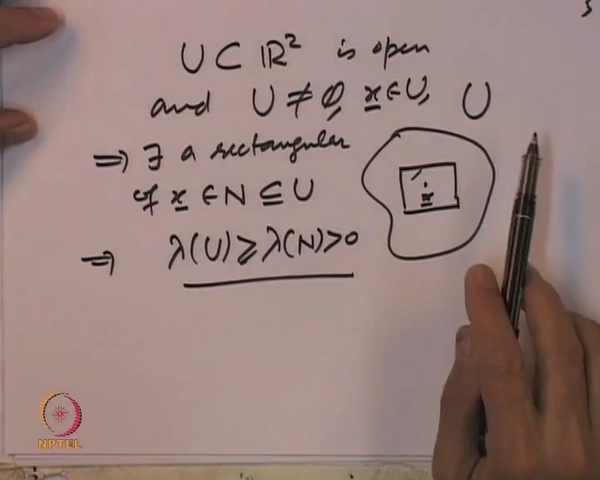 U ⊂ ℝ² is open
and U ≠ ∅, x ∈ U,
U
⇒ ∃ a rectangular
of x ∈ N ⊆ U
x
⇒ λ(U) ⩾ λ(N) > 0
NPTEL